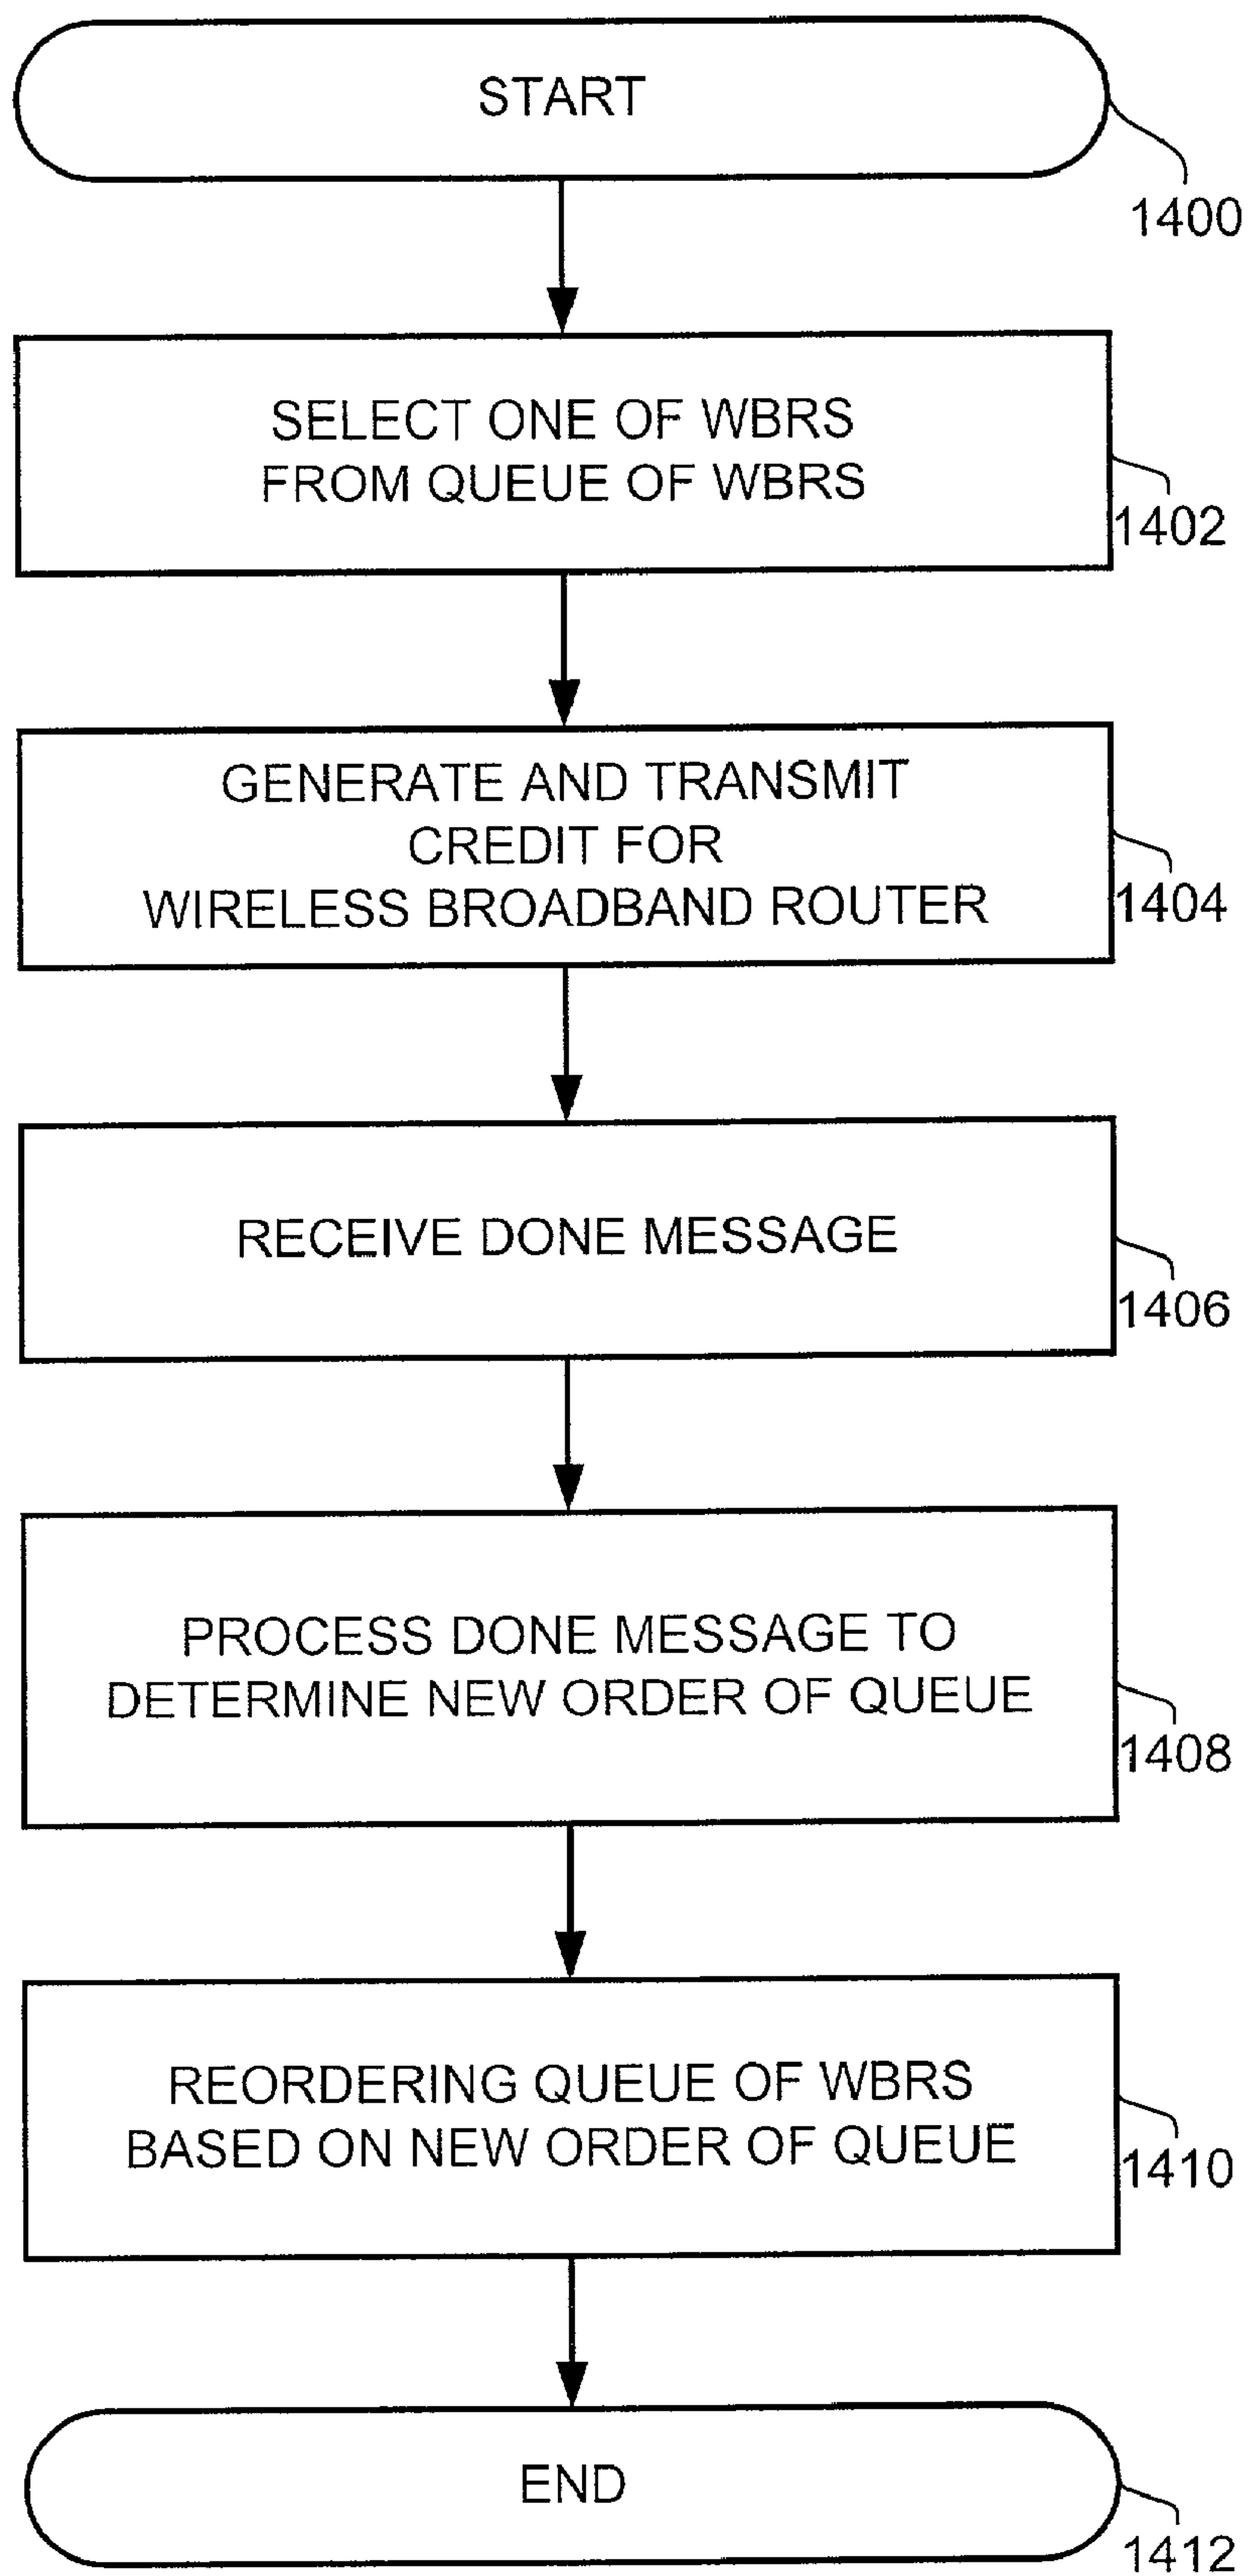 START
1400
SELECT ONE OF WBRS
FROM QUEUE OF WBRS
1402
GENERATE AND TRANSMIT
CREDIT FOR
WIRELESS BROADBAND ROUTER
1404
RECEIVE DONE MESSAGE
1406
PROCESS DONE MESSAGE TO
DETERMINE NEW ORDER OF QUEUE
1408
REORDERING QUEUE OF WBRS
BASED ON NEW ORDER OF QUEUE
1410
END
1412